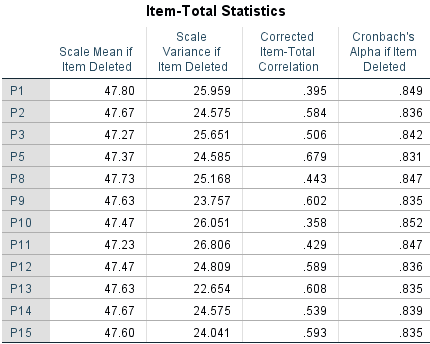 Item-Total Statistics
Scale Mean if Item Deleted Scale Variance if Item Deleted Corrected Item-Total Correlation Cronbach's Alpha if Item Deleted
P1 47.80 25.959 .395 .849
P2 47.67 24.575 .584 .836
P3 47.27 25.651 .506 .842
P5 47.37 24.585 .679 .831
P8 47.73 25.168 .443 .847
P9 47.63 23.757 .602 .835
P10 47.47 26.051 .358 .852
P11 47.23 26.806 .429 .847
P12 47.47 24.809 .589 .836
P13 47.63 22.654 .608 .835
P14 47.67 24.575 .539 .839
P15 47.60 24.041 .593 .835